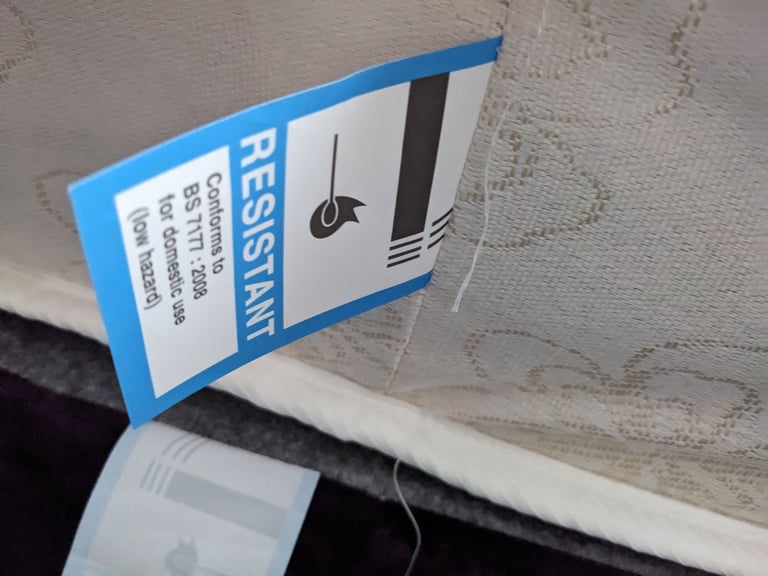 RESISTANT
Conforms to
BS 7177 : 2008
for domestic use
(low hazard)